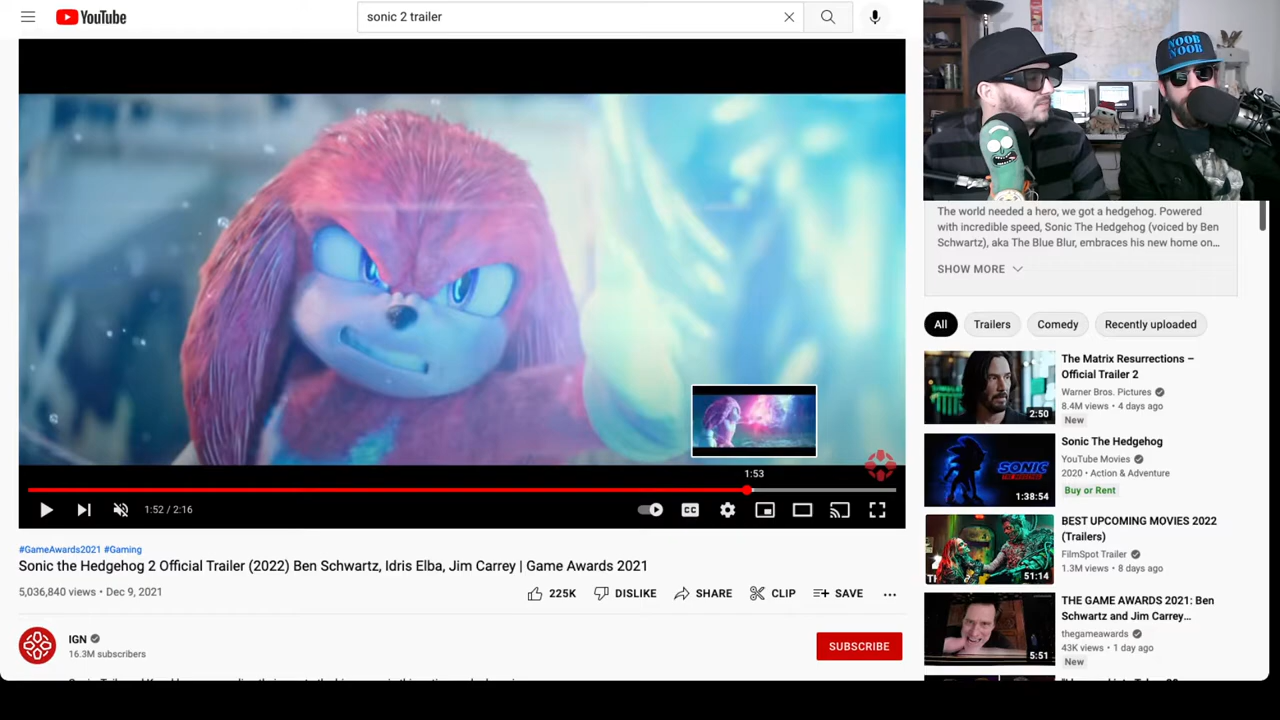 YouTube
sonic 2 trailer
NOOB
NOOB
The world needed a hero, we got a hedgehog. Powered
with incredible speed, Sonic The Hedgehog (voiced by Ben
Schwartz), aka The Blue Blur, embraces his new home on...
SHOW MORE
All
Trailers
Comedy
Recently uploaded
The Matrix Resurrections –
Official Trailer 2
Warner Bros. Pictures
8.4M views • 4 days ago
New
2:50
Sonic The Hedgehog
YouTube Movies
2020 • Action & Adventure
Buy or Rent
SONIC
1:38:54
BEST UPCOMING MOVIES 2022
(Trailers)
FilmSpot Trailer
1.3M views • 8 days ago
51:14
THE GAME AWARDS 2021: Ben
Schwartz and Jim Carrey...
thegameawards
43K views • 1 day ago
New
5:51
1:53
1:52 / 2:16
CC
#GameAwards2021 #Gaming
Sonic the Hedgehog 2 Official Trailer (2022) Ben Schwartz, Idris Elba, Jim Carrey | Game Awards 2021
5,036,840 views • Dec 9, 2021
225K
DISLIKE
SHARE
CLIP
SAVE
IGN
16.3M subscribers
SUBSCRIBE